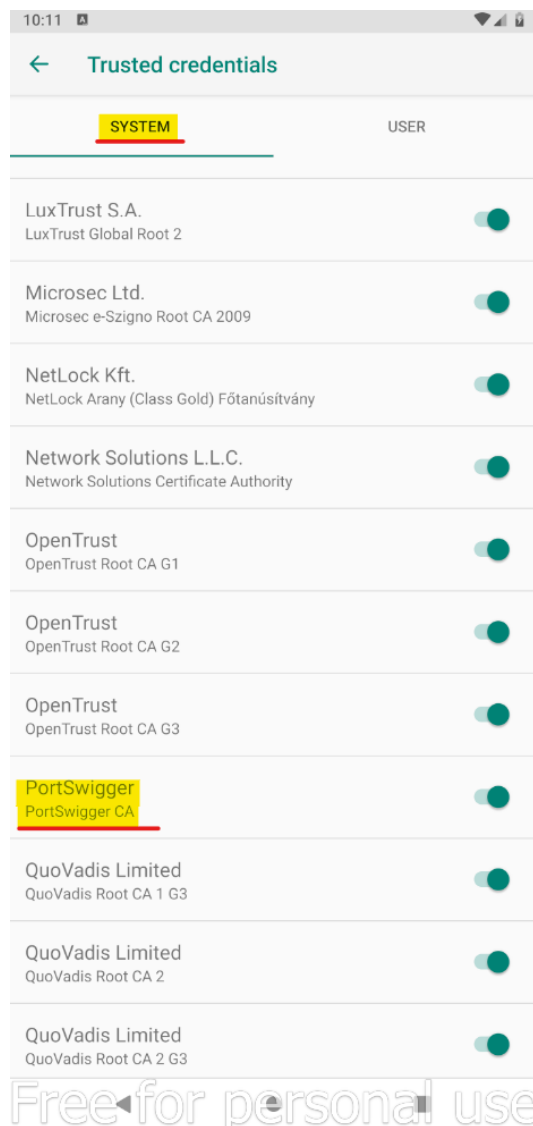 10:11 A
Trusted credentials
SYSTEM USER
LuxTrust S.A.
LuxTrust Global Root 2
Microsec Ltd.
Microsec e-Szigno Root CA 2009
NetLock Kft.
NetLock Arany (Class Gold) Főtanúsítvány
Network Solutions L.L.C.
Network Solutions Certificate Authority
OpenTrust
OpenTrust Root CA G1
OpenTrust
OpenTrust Root CA G2
OpenTrust
OpenTrust Root CA G3
PortSwigger
PortSwigger CA
QuoVadis Limited
QuoVadis Root CA 1 G3
QuoVadis Limited
QuoVadis Root CA 2
QuoVadis Limited
QuoVadis Root CA 2 G3
Free for personal use